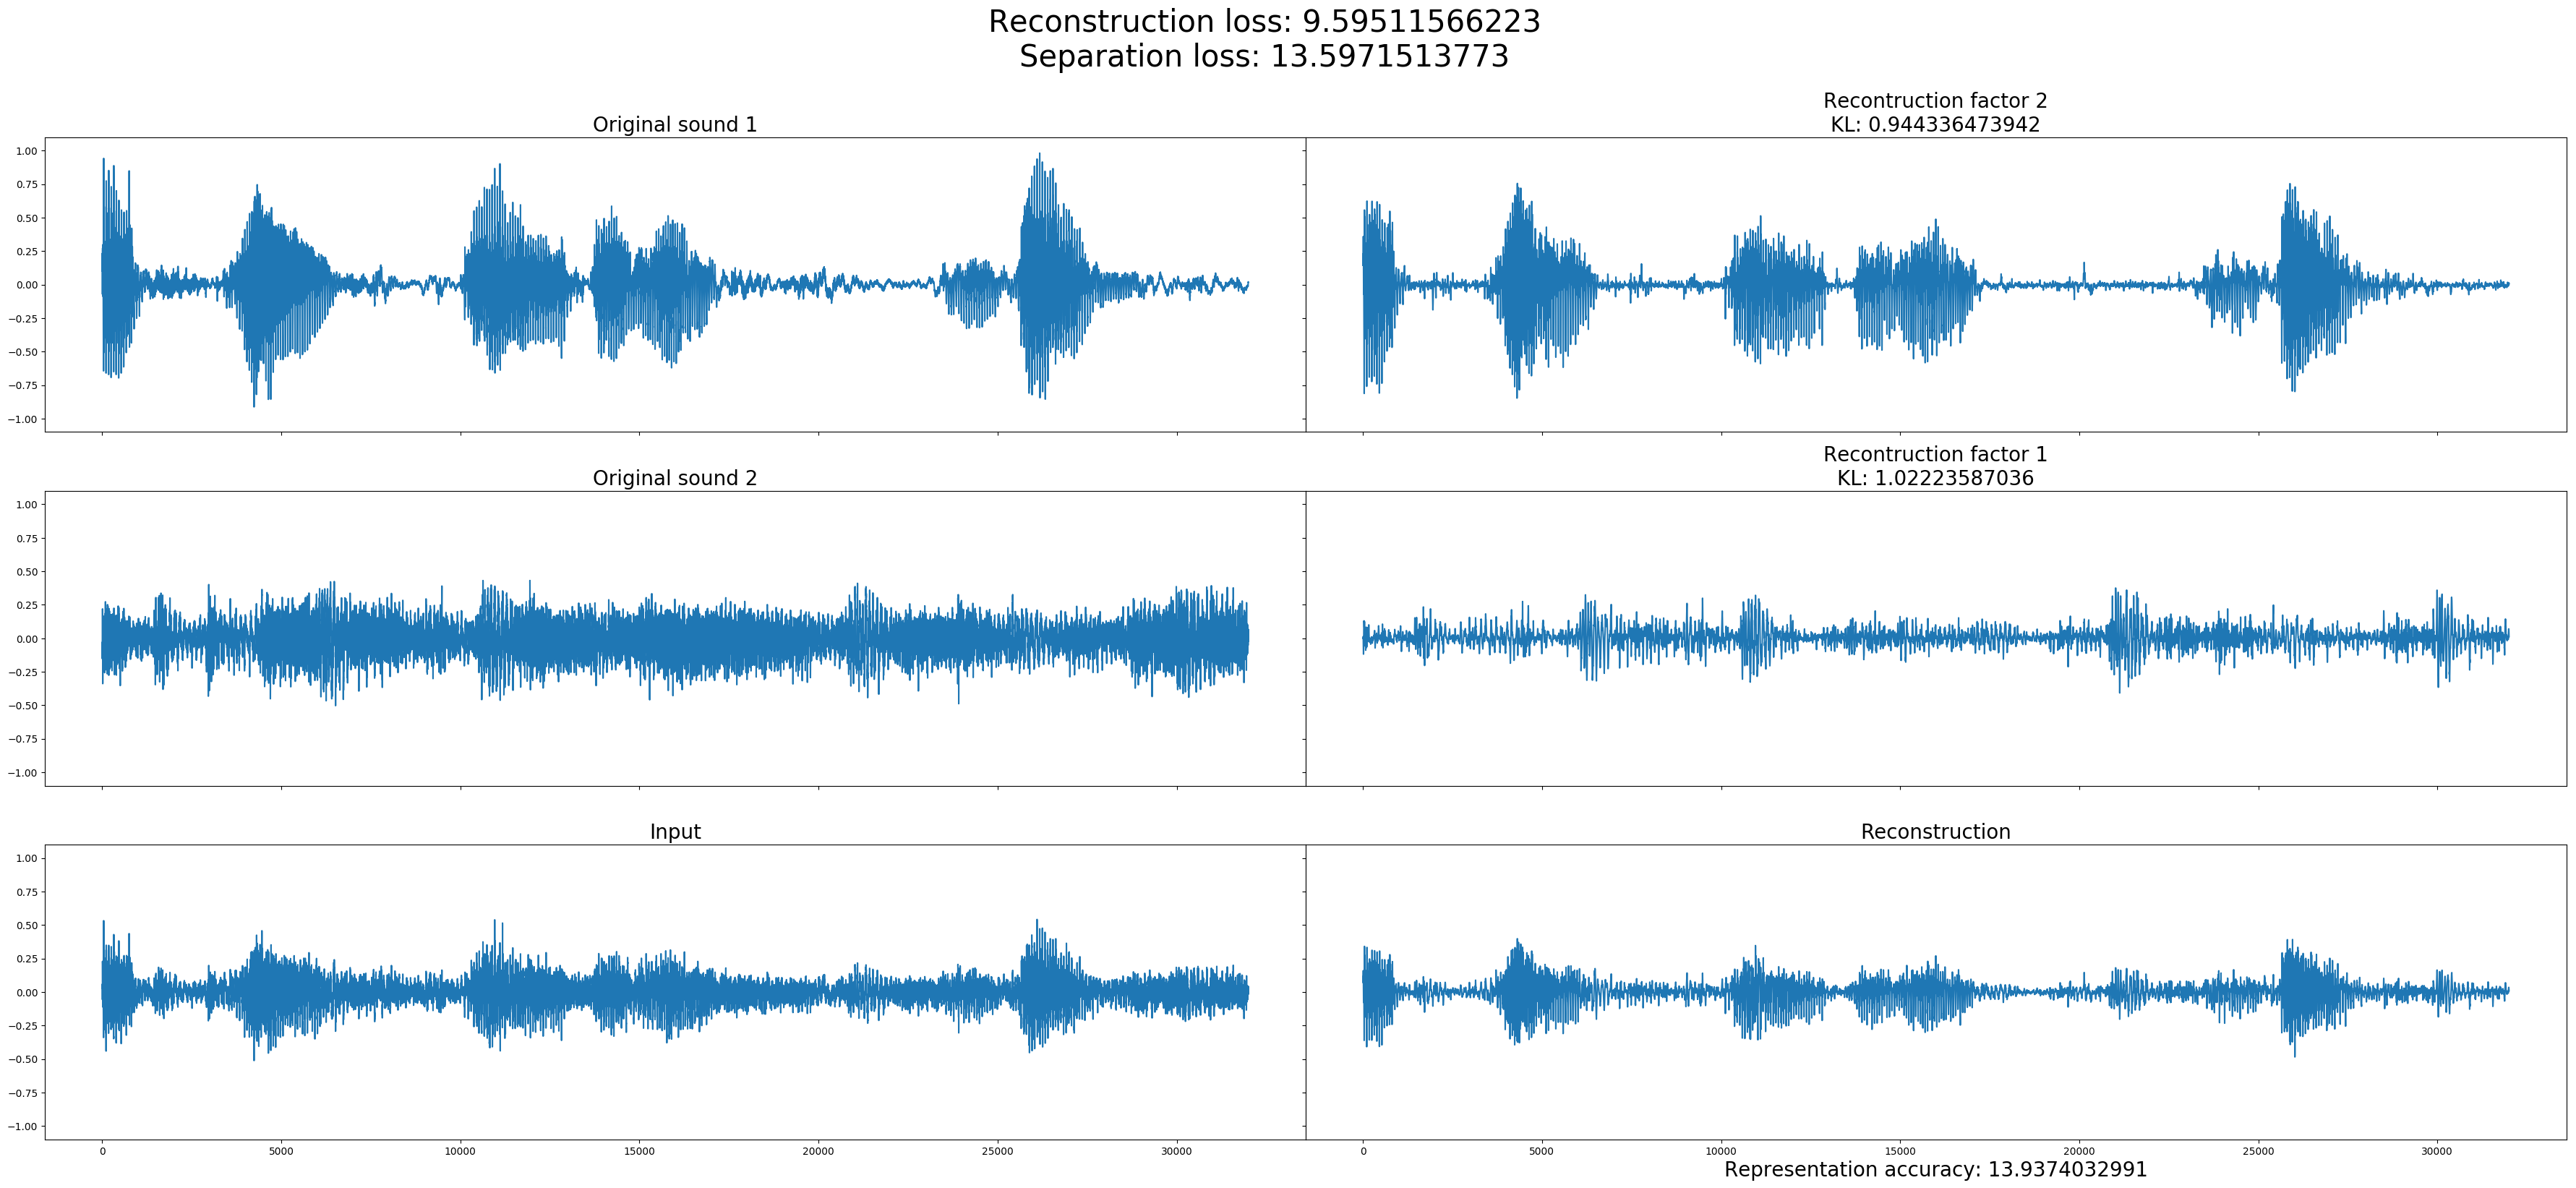 Reconstruction loss: 9.59511566223
Separation loss: 13.5971513773
Original sound 1
Recontruction factor 2
KL: 0.944336473942
1.00
0.75
0.50
0.25
0.00
−0.25
−0.50
−0.75
−1.00
Original sound 2
Recontruction factor 1
KL: 1.02223587036
1.00
0.75
0.50
0.25
0.00
−0.25
−0.50
−0.75
−1.00
Input
Reconstruction
1.00
0.75
0.50
0.25
0.00
−0.25
−0.50
−0.75
−1.00
0 5000 10000 15000 20000 25000 30000
0 5000 10000 15000 20000 25000 30000
Representation accuracy: 13.9374032991